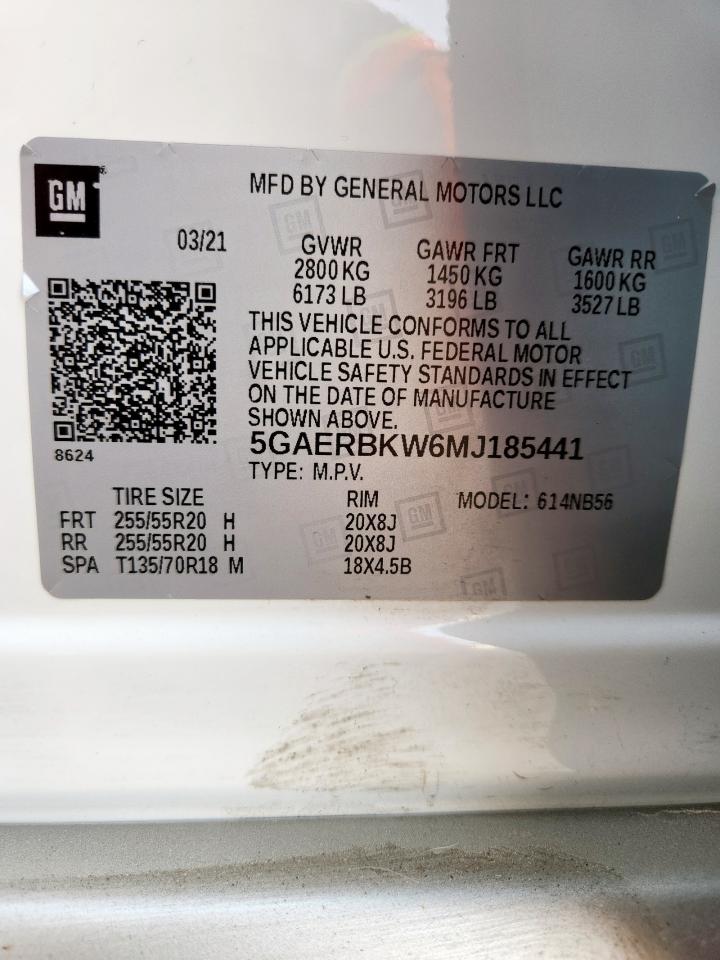 GM
MFD BY GENERAL MOTORS LLC
03/21
GVWR GAWR FRT GAWR RR
2800 KG 1450 KG 1600 KG
6173 LB 3196 LB 3527 LB
THIS VEHICLE CONFORMS TO ALL
APPLICABLE U.S. FEDERAL MOTOR
VEHICLE SAFETY STANDARDS IN EFFECT
ON THE DATE OF MANUFACTURE
SHOWN ABOVE.
8624
5GAERBKW6MJ185441
TYPE: M.P.V.
TIRE SIZE RIM MODEL: 614NB56
FRT 255/55R20 H 20X8J
RR 255/55R20 H 20X8J
SPA T135/70R18 M 18X4.5B